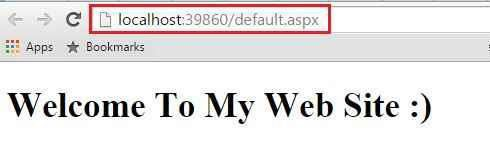 localhost:39860/default.aspx
Apps Bookmarks
Welcome To My Web Site :)